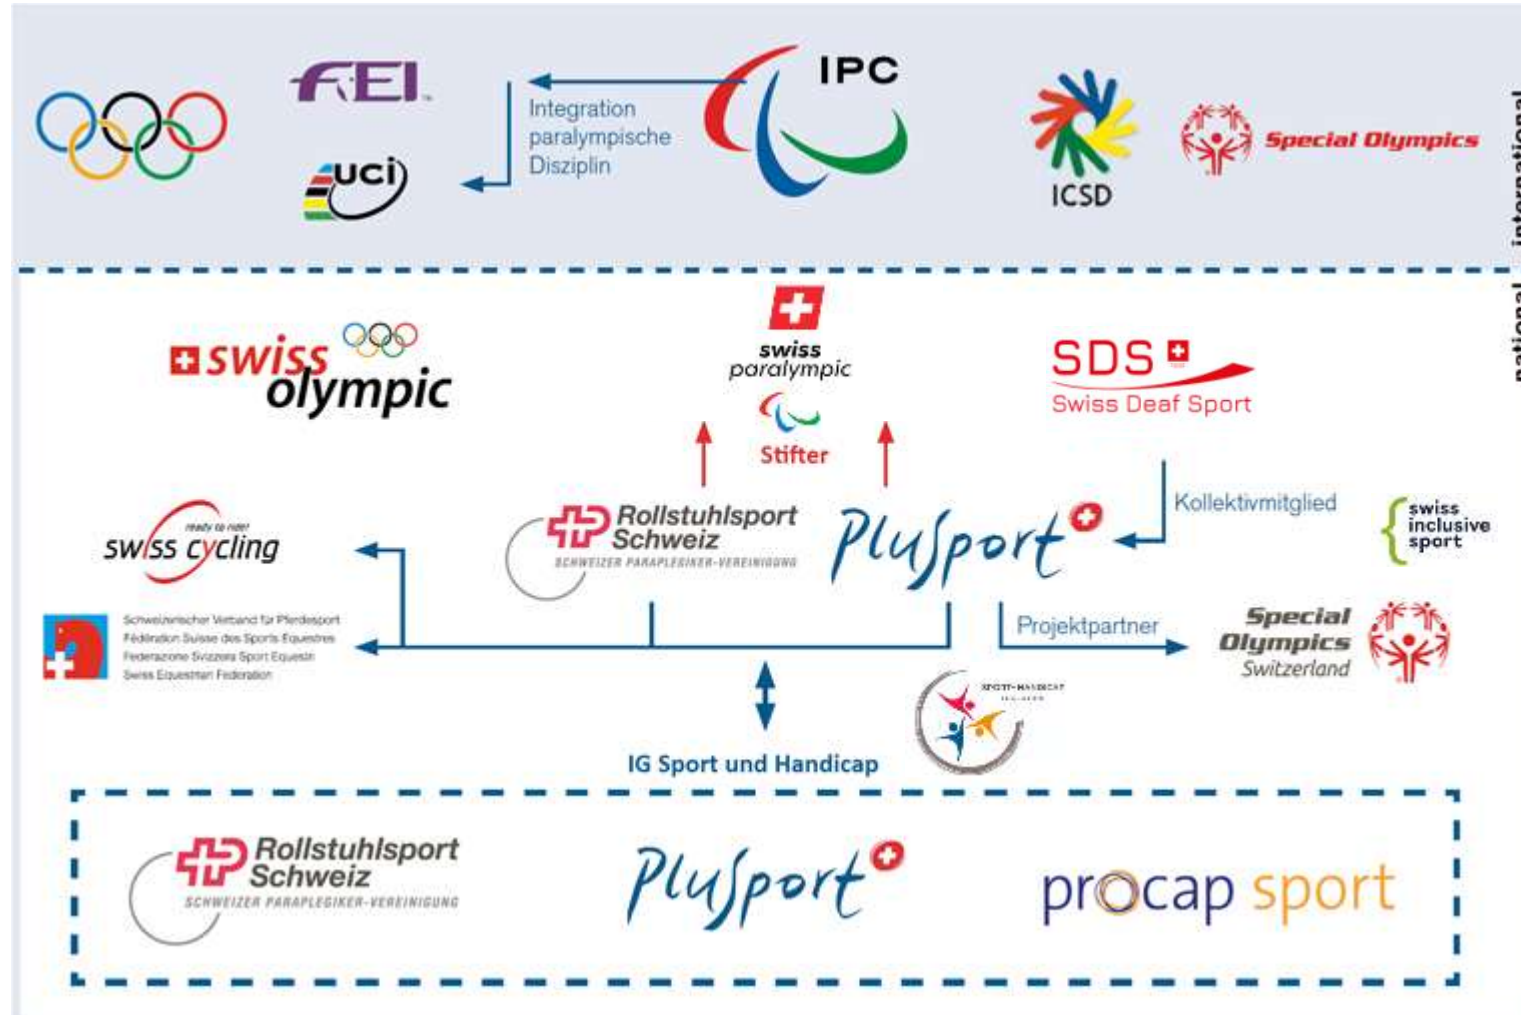 FEI
IPC
Integration
paralympische
Disziplin
uci
ICSD
Special Olympics
international
national
swiss
olympic
swiss
paralympic
Stifter
SDS
Swiss Deaf Sport
Kollektivmitglied
ready to ride!
swiss cycling
Rollstuhlsport
Schweiz
SCHWEIZER PARAPLEGIKER-VEREINIGUNG
PluSport
swiss
inclusive
sport
Schweizerischer Verband für Pferdesport
Fédération Suisse des Sports Equestres
Federazione Svizzera Sport Equestri
Swiss Equestrian Federation
Projektpartner
Special
Olympics
Switzerland
SPORT-HANDICAP
IG Sport und Handicap
Rollstuhlsport
Schweiz
SCHWEIZER PARAPLEGIKER-VEREINIGUNG
PluSport
procap sport